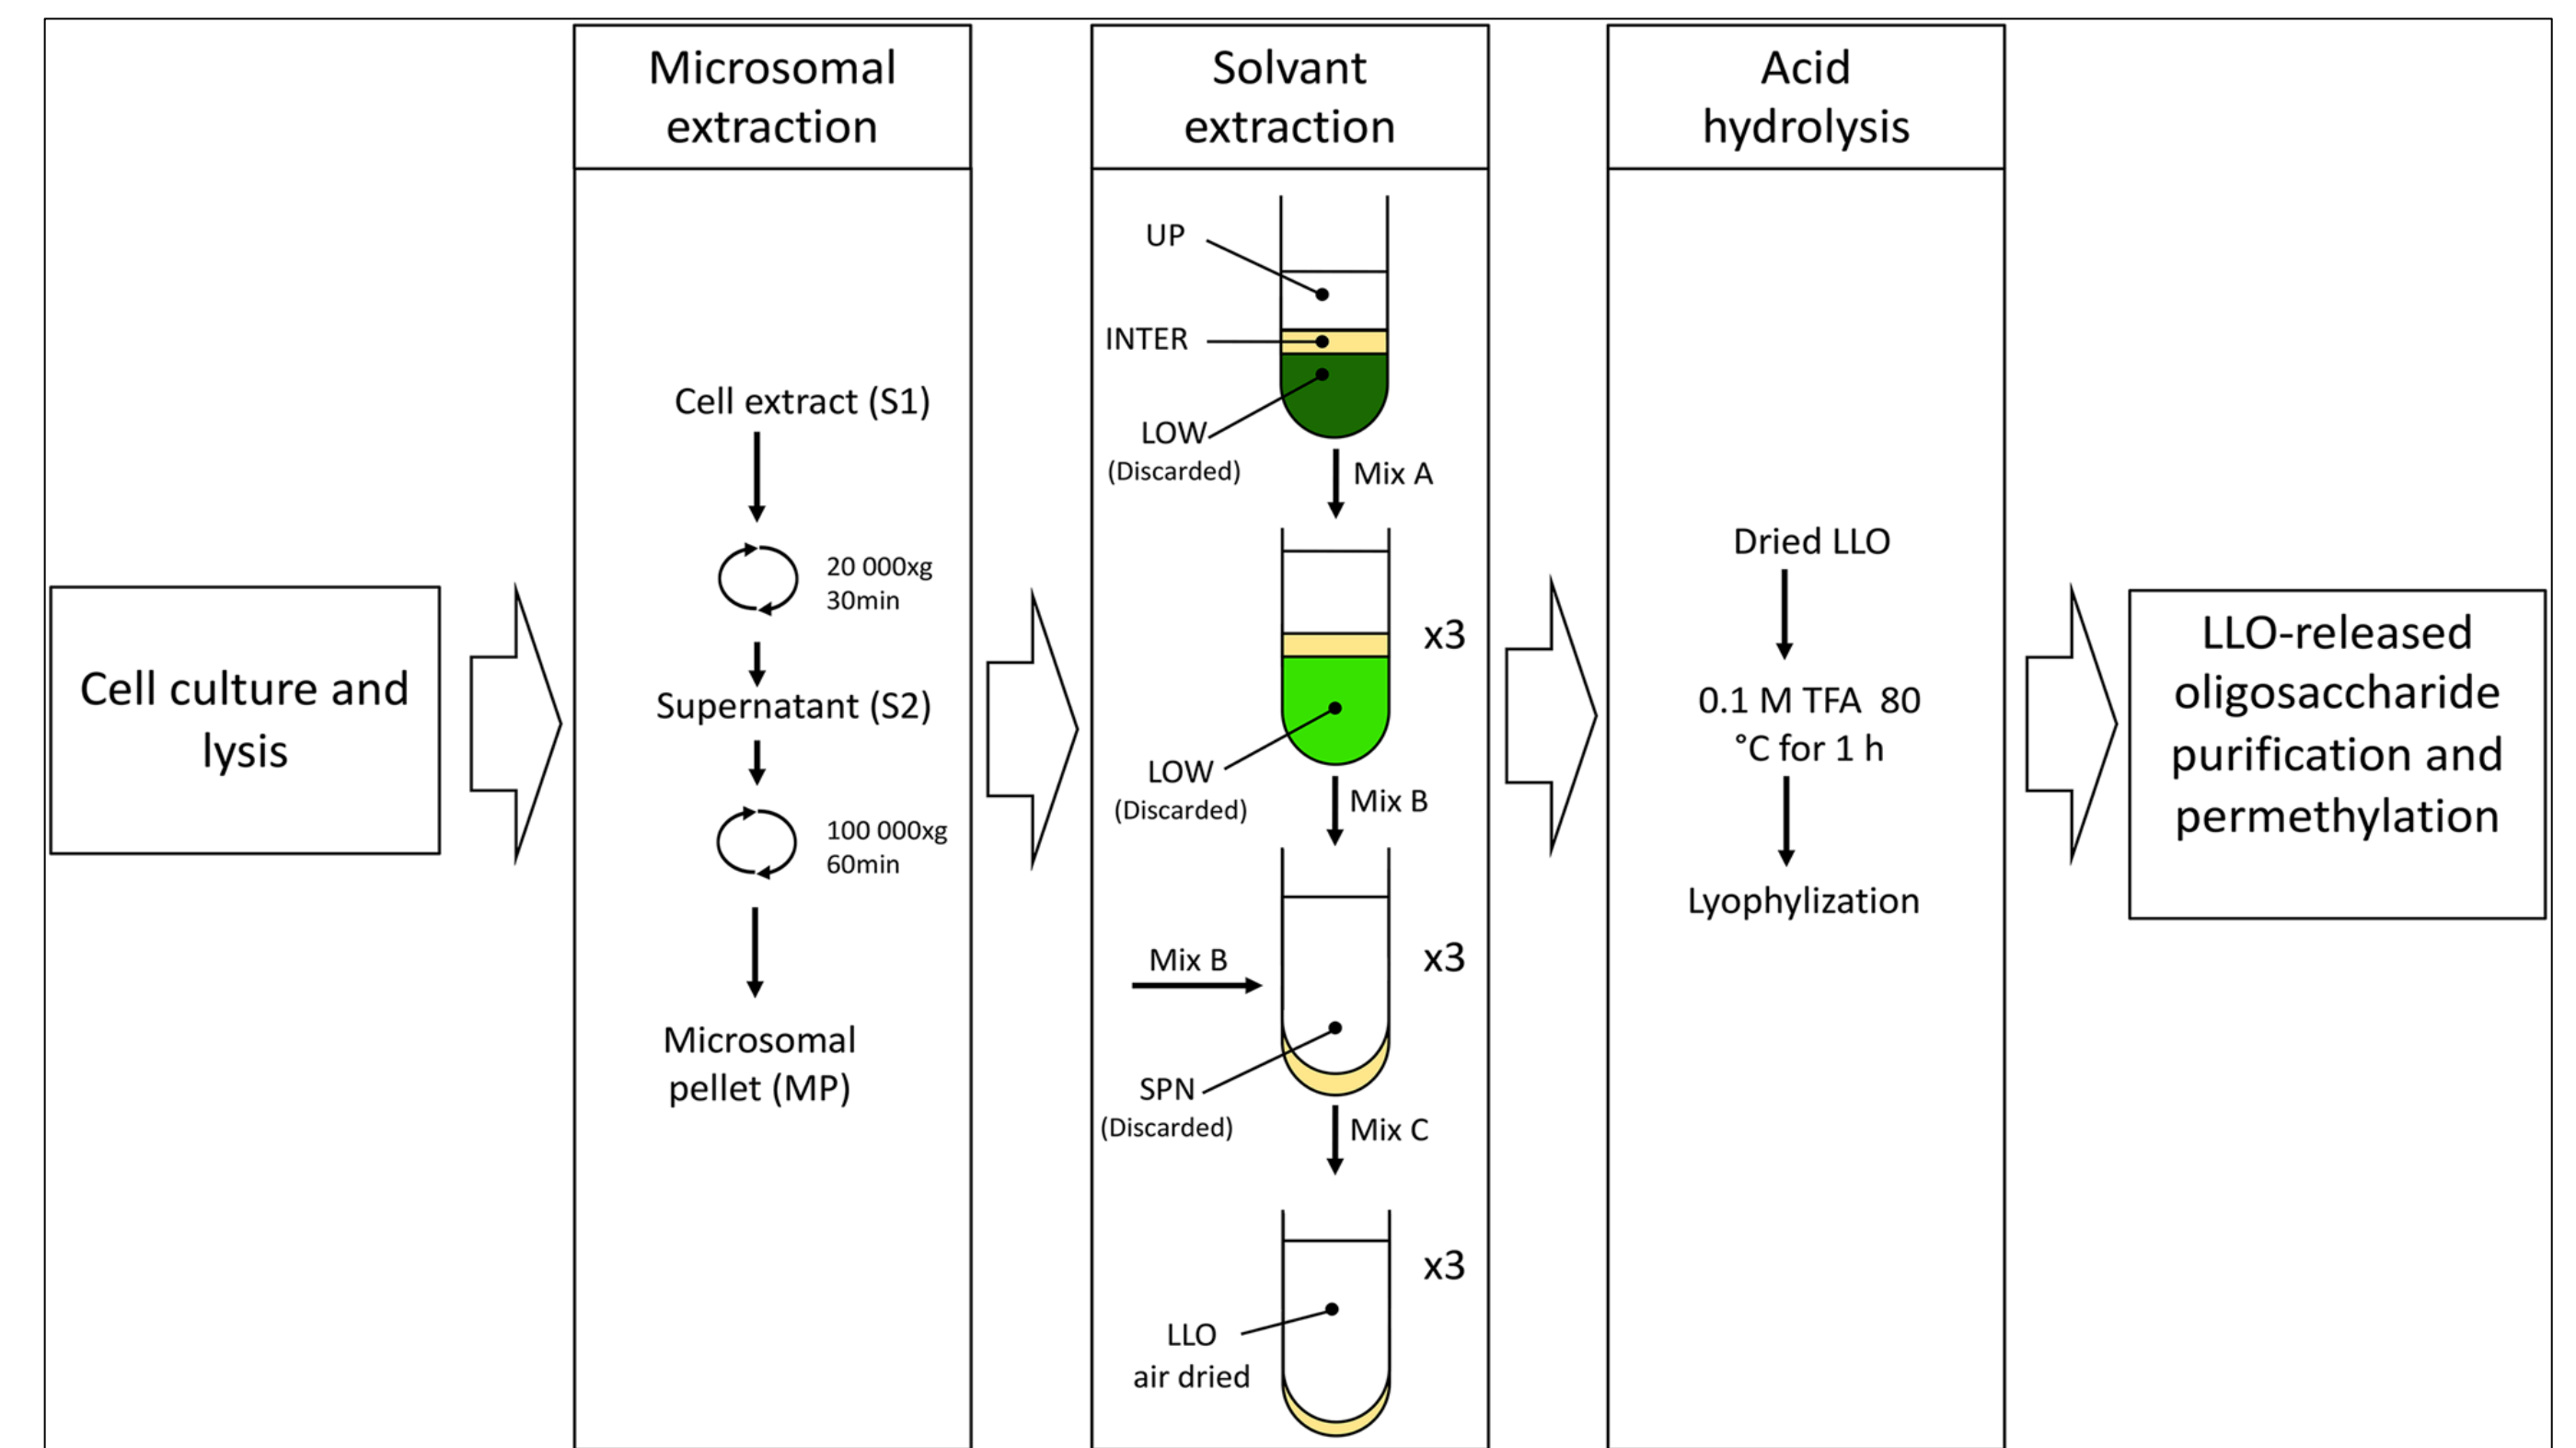 Cell culture and
lysis
Microsomal
extraction
Cell extract (S1)
20 000xg
30min
Supernatant (S2)
100 000xg
60min
Microsomal
pellet (MP)
Solvant
extraction
UP
INTER
LOW
(Discarded)
Mix A
x3
LOW
(Discarded)
Mix B
Mix B
x3
SPN
(Discarded)
Mix C
x3
LLO
air dried
Acid
hydrolysis
Dried LLO
0.1 M TFA  80
°C for 1 h
Lyophylization
LLO-released
oligosaccharide
purification and
permethylation